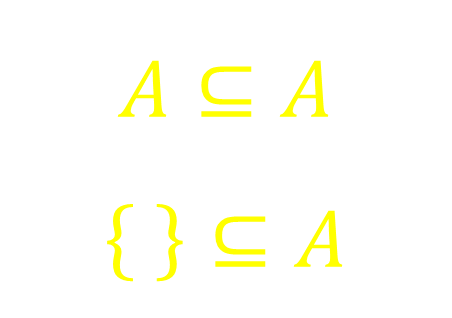 A ⊆ A
{ } ⊆ A